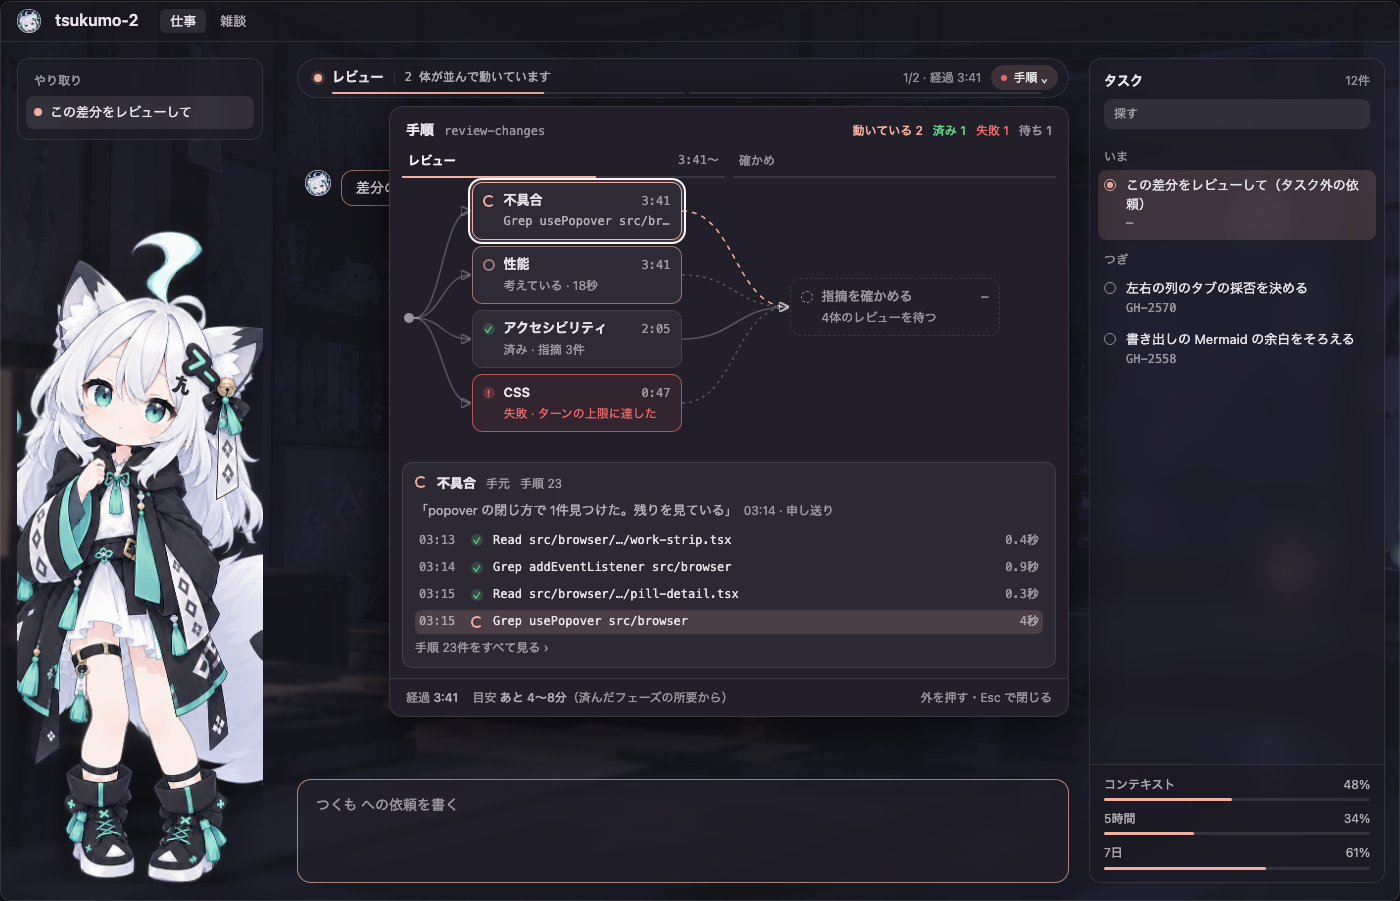 tsukumo-2 仕事 雑談
やり取り
この差分をレビューして
レビュー 2 体が並んで動いています 1/2 · 経過 3:41 手順
差分の
手順 review-changes 動いている 2 済み 1 失敗 1 待ち 1
レビュー 3:41〜 確かめ
不具合 3:41
Grep usePopover src/br…
性能 3:41
考えている · 18秒
アクセシビリティ 2:05
済み · 指摘 3件
CSS 0:47
失敗 · ターンの上限に達した
指摘を確かめる –
4体のレビューを待つ
不具合 手元 手順 23
「popover の閉じ方で 1件見つけた。残りを見ている」 03:14 · 申し送り
03:13 Read src/browser/…/work-strip.tsx 0.4秒
03:14 Grep addEventListener src/browser 0.9秒
03:15 Read src/browser/…/pill-detail.tsx 0.3秒
03:15 Grep usePopover src/browser 4秒
手順 23件をすべて見る ›
経過 3:41 目安 あと 4〜8分（済んだフェーズの所要から） 外を押す・Esc で閉じる
つくも への依頼を書く
タスク 12件
探す
いま
この差分をレビューして（タスク外の依
頼）
–
つぎ
左右の列のタブの採否を決める
GH-2570
書き出しの Mermaid の余白をそろえる
GH-2558
コンテキスト 48%
5時間 34%
7日 61%